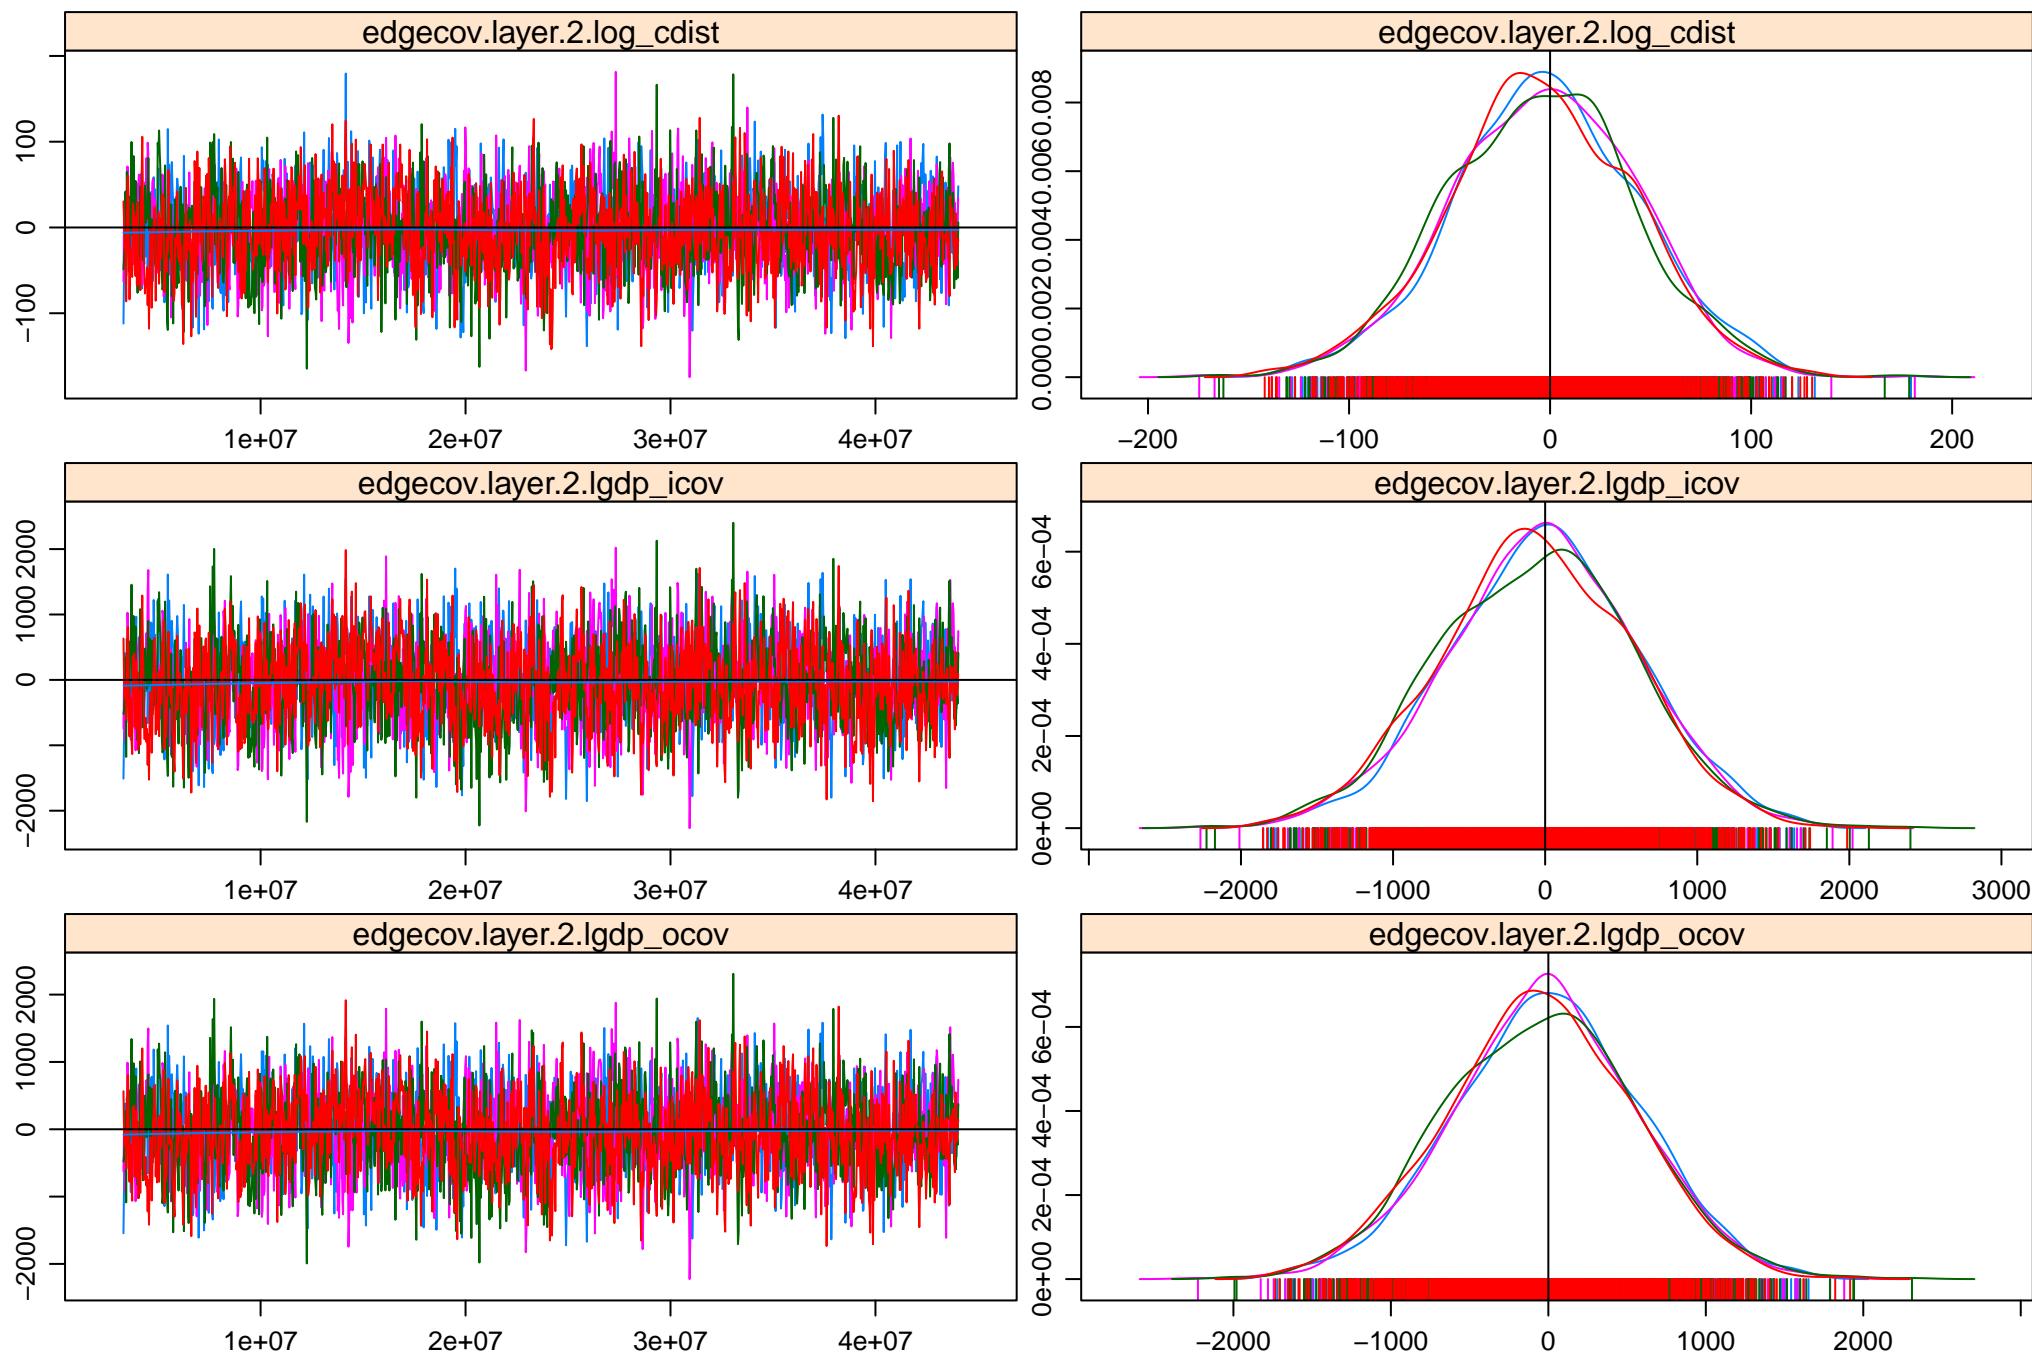 edgecov.layer.2.log_cdist
edgecov.layer.2.log_cdist
−100 0 100
0.000 0.002 0.004 0.006 0.008
1e+07 2e+07 3e+07 4e+07
−200 −100 0 100 200
edgecov.layer.2.lgdp_icov
edgecov.layer.2.lgdp_icov
−2000 0 1000 2000
0e+00 2e−04 4e−04 6e−04
1e+07 2e+07 3e+07 4e+07
−2000 −1000 0 1000 2000 3000
edgecov.layer.2.lgdp_ocov
edgecov.layer.2.lgdp_ocov
−2000 0 1000 2000
0e+00 2e−04 4e−04 6e−04
1e+07 2e+07 3e+07 4e+07
−2000 −1000 0 1000 2000